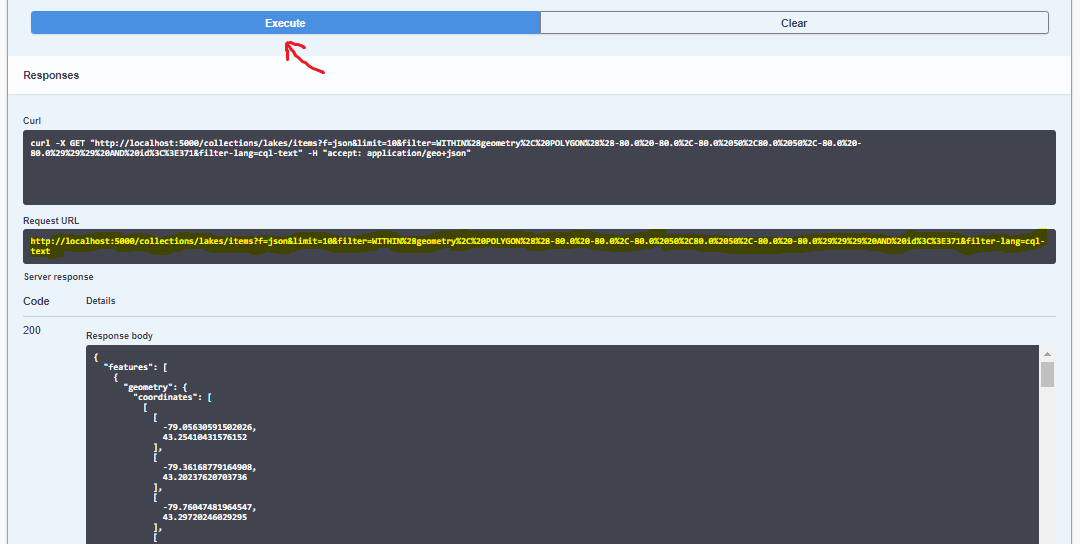 Execute
Clear
Responses
Curl
curl -X GET "http://localhost:5000/collections/lakes/items?f=json&limit=10&filter=WITHIN%28geometry%2C%20POLYGON%28%28-80.0%20-80.0%2C-80.0%2050%2C80.0%2050%2C-80.0%20-
80.0%29%29%29%20AND%20id%3C%3E371&filter-lang=cql-text" -H "accept: application/geo+json"
Request URL
http://localhost:5000/collections/lakes/items?f=json&limit=10&filter=WITHIN%28geometry%2C%20POLYGON%28%28-80.0%20-80.0%2C-80.0%2050%2C80.0%2050%2C-80.0%20-80.0%29%29%29%20AND%20id%3C%3E371&filter-lang=cql-
text
Server response
Code
Details
200
Response body
{
"features": [
{
"geometry": {
"coordinates": [
[
[
-79.05630591502026,
43.25410431576152
],
[
-79.36168779164908,
43.20237620703736
],
[
-79.76047481964547,
43.29720246029295
],
[